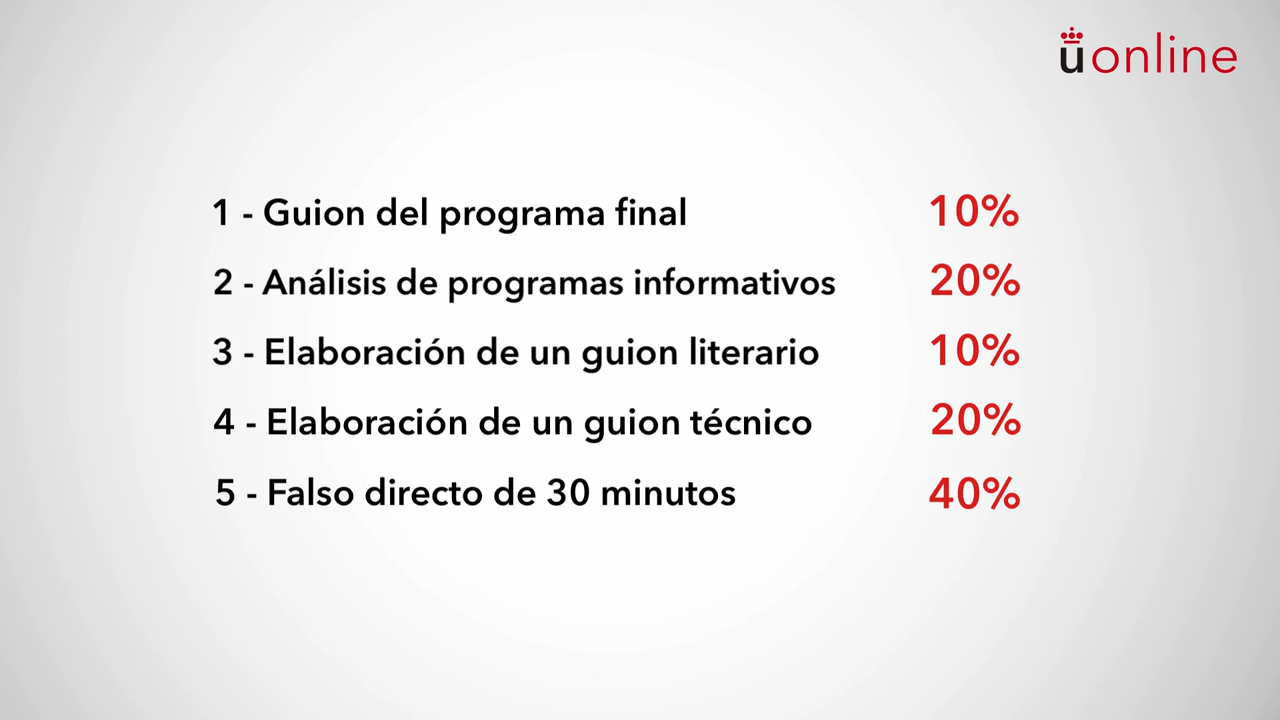 uonline
1 - Guion del programa final 10%
2 - Análisis de programas informativos 20%
3 - Elaboración de un guion literario 10%
4 - Elaboración de un guion técnico 20%
5 - Falso directo de 30 minutos 40%